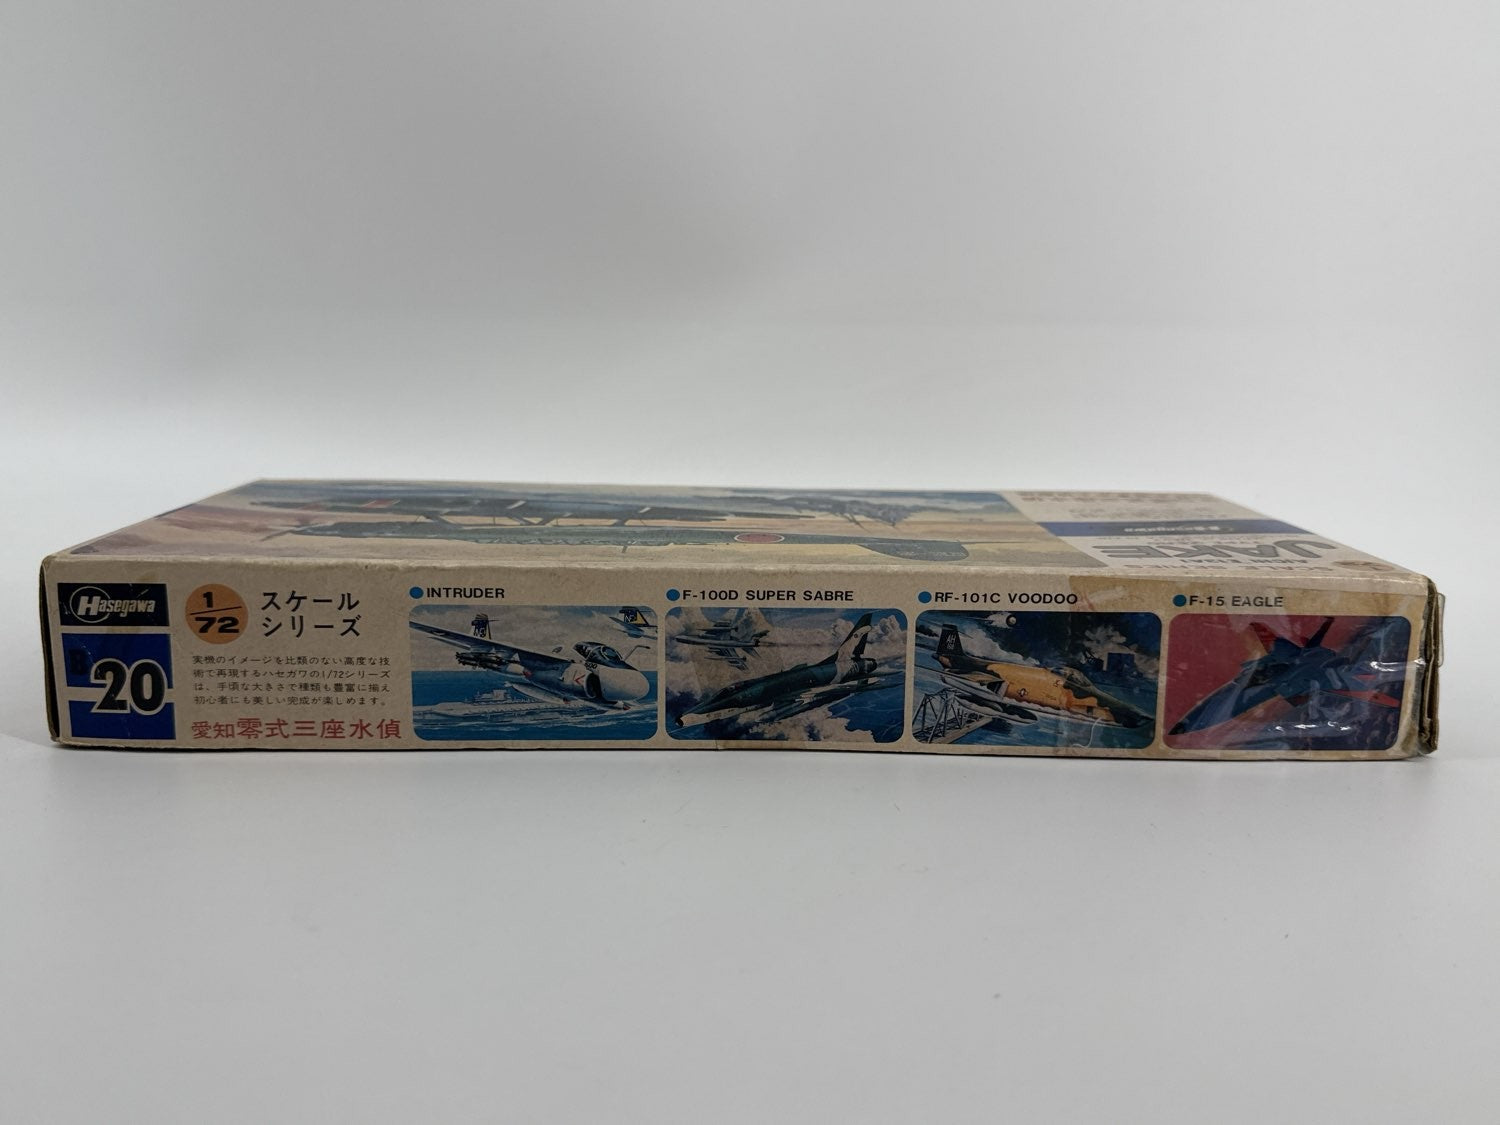 Hasegawa
B
20
1/72
スケール
シリーズ
実機のイメージを比類のない高度な技
術で再現するハセガワの1/72シリーズ
は、手頃な大きさで種類も豊富に揃え
初心者にも美しい完成が楽しめます。
愛知 零式三座水偵
INTRUDER
F-100D SUPER SABRE
RF-101C VOODOO
F-15 EAGLE
JAKE
Hasegawa